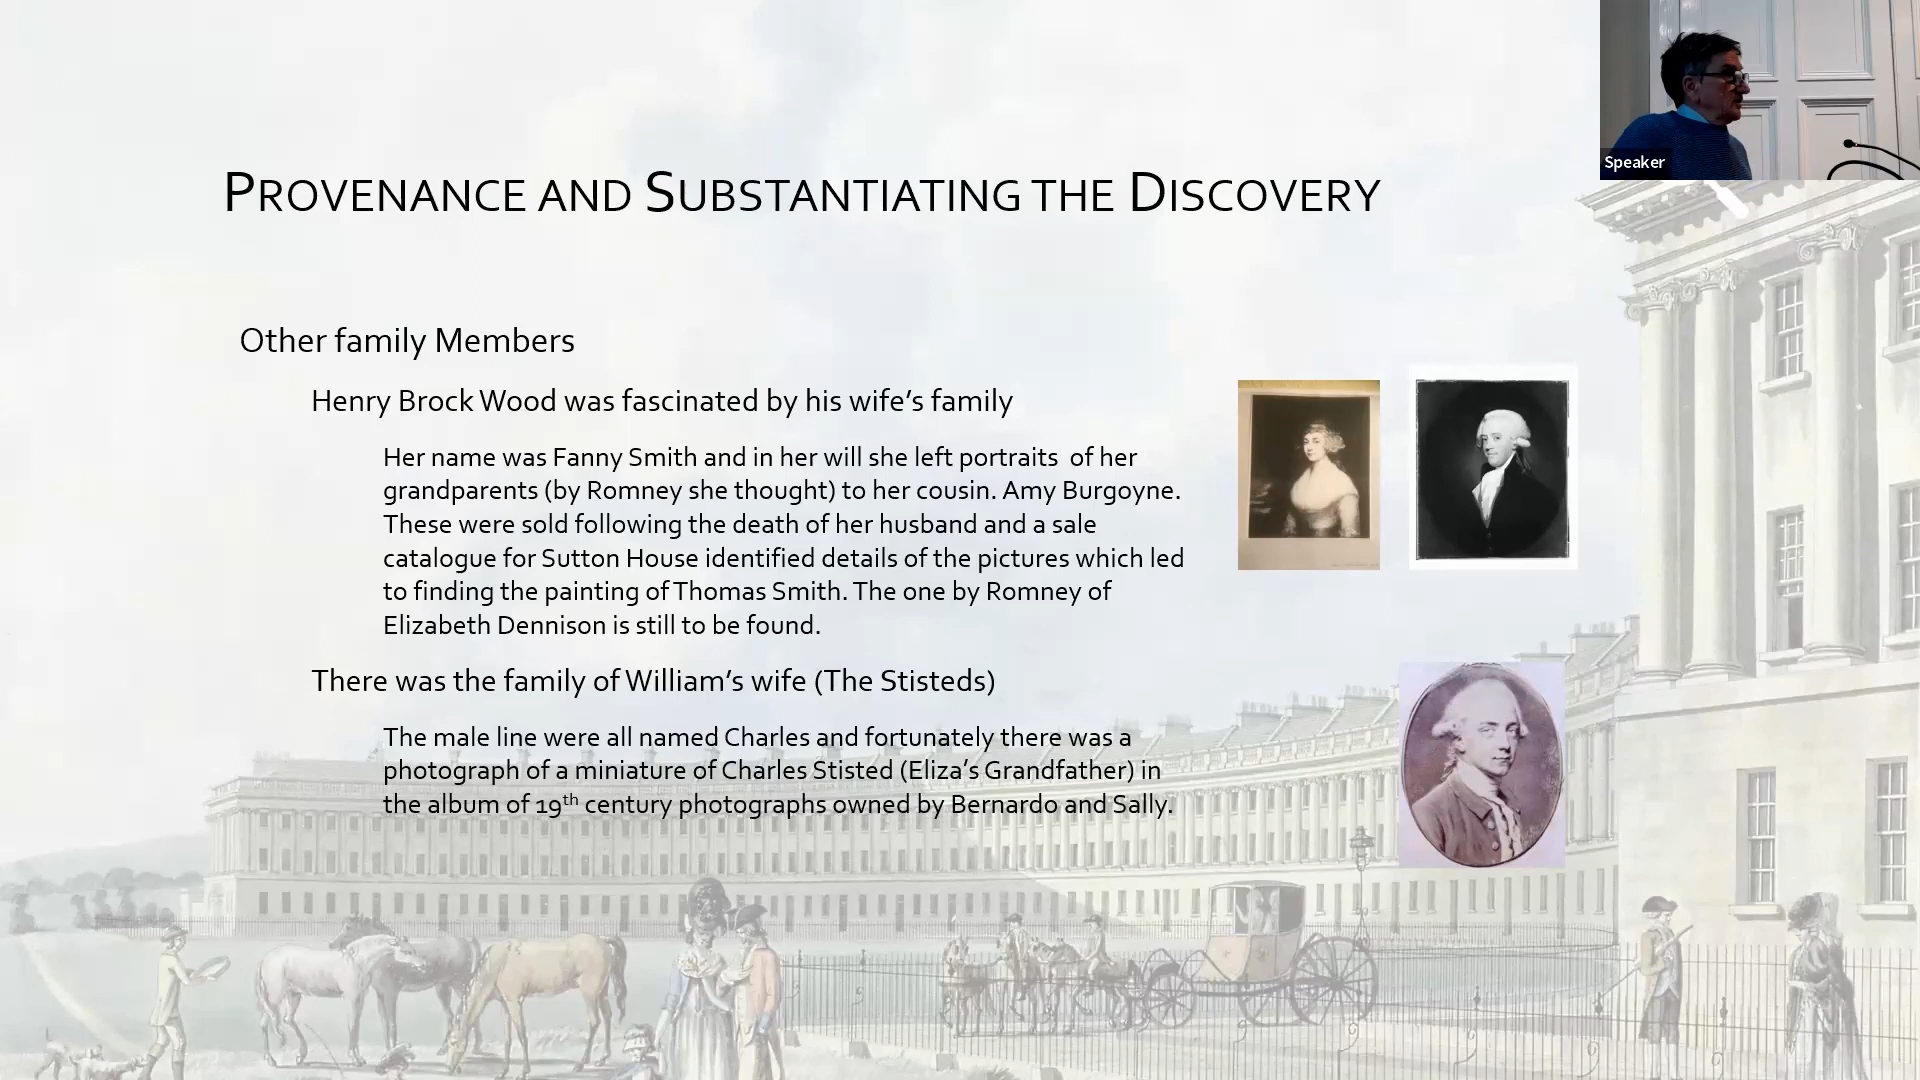 Speaker
PROVENANCE AND SUBSTANTIATING THE DISCOVERY
Other family Members
Henry Brock Wood was fascinated by his wife’s family
Her name was Fanny Smith and in her will she left portraits  of her
grandparents (by Romney she thought) to her cousin. Amy Burgoyne.
These were sold following the death of her husband and a sale
catalogue for Sutton House identified details of the pictures which led
to finding the painting of Thomas Smith. The one by Romney of
Elizabeth Dennison is still to be found.
There was the family of William’s wife (The Stisteds)
The male line were all named Charles and fortunately there was a
photograph of a miniature of Charles Stisted (Eliza’s Grandfather) in
the album of 19th century photographs owned by Bernardo and Sally.